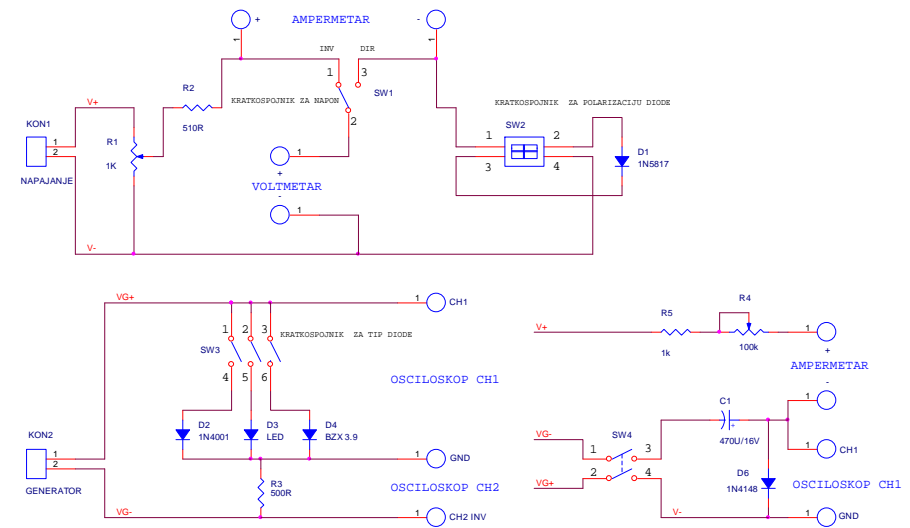 + AMPERMETAR -
1 1
INV DIR
1 3
SW1
R2
510R
KRATKOSPOJNIK ZA NAPON
2
KRATKOSPOJNIK ZA POLARIZACIJU DIODE
SW2
1 2
3 4
V+
KON1
1
2
NAPAJANJE
R1
1K
D1
1N5817
1
+
VOLTMETAR
-
1
V-
VG+
1 CH1
1 2 3
KRATKOSPOJNIK ZA TIP DIODE
SW3
4 5 6
OSCILOSKOP CH1
D2
1N4001
D3
LED
D4
BZX 3.9
KON2
1
2
GENERATOR
1 GND
R3
500R
OSCILOSKOP CH2
VG-
1 CH2 INV
R5
1k
R4
100k
V+
1
+
AMPERMETAR
-
1
C1
+
470U/16V
VG-
VG+
SW4
1 3
2 4
1 CH1
D6
1N4148
OSCILOSKOP CH1
V-
1 GND